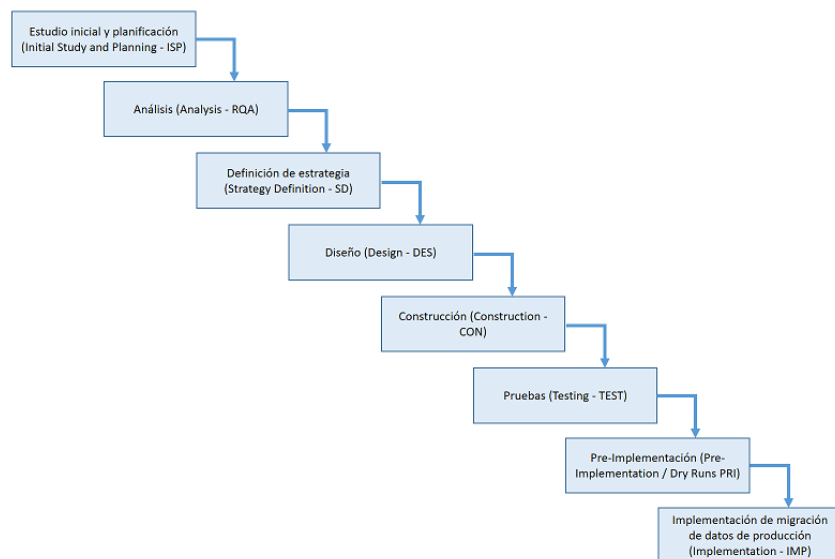 Estudio inicial y planificación
(Initial Study and Planning - ISP)
Análisis (Analysis - RQA)
Definición de estrategia
(Strategy Definition - SD)
Diseño (Design - DES)
Construcción (Construction -
CON)
Pruebas (Testing - TEST)
Pre-Implementación (Pre-
Implementation / Dry Runs PRI)
Implementación de migración
de datos de producción
(Implementation - IMP)